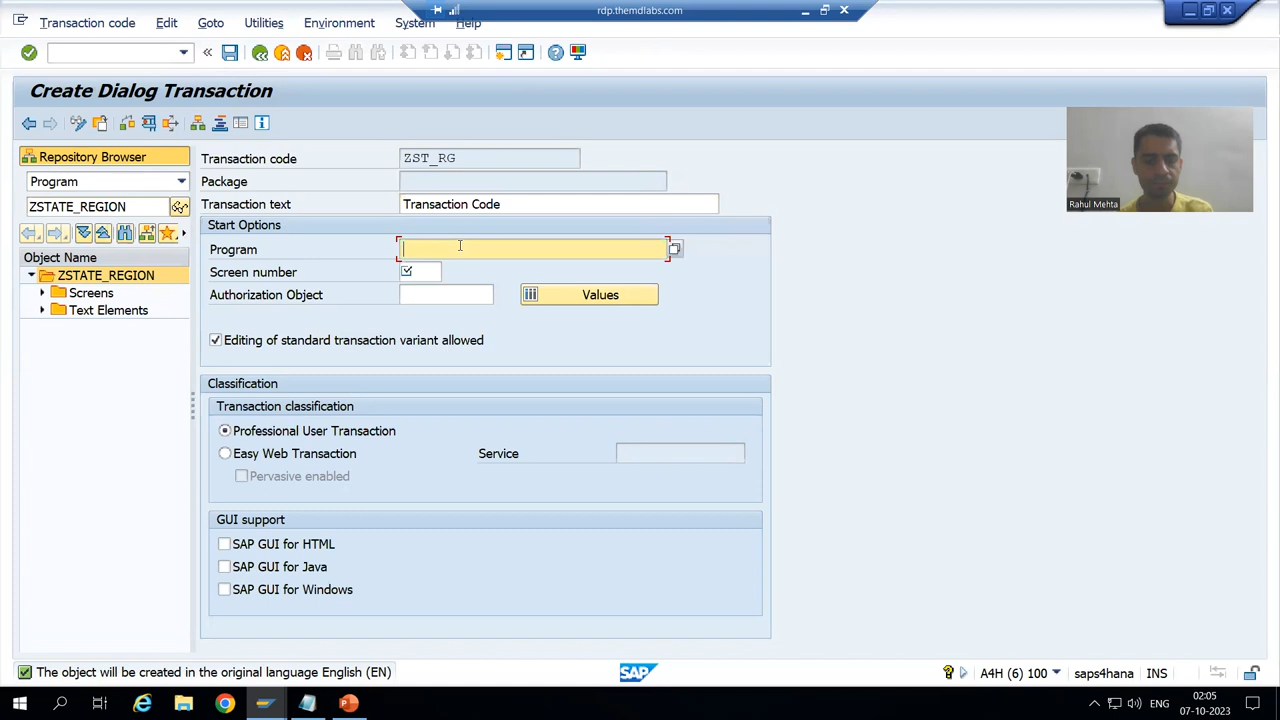 rdp.themdlabs.com
Transaction code Edit Goto Utilities Environment System Help
Create Dialog Transaction
Repository Browser
Program
ZSTATE_REGION
Object Name
ZSTATE_REGION
Screens
Text Elements
Transaction code ZST_RG
Package
Transaction text Transaction Code
Start Options
Program
Screen number
Authorization Object Values
Editing of standard transaction variant allowed
Classification
Transaction classification
Professional User Transaction
Easy Web Transaction Service
Pervasive enabled
GUI support
SAP GUI for HTML
SAP GUI for Java
SAP GUI for Windows
Rahul Mehta
The object will be created in the original language English (EN)
SAP
A4H (6) 100 saps4hana INS
ENG
02:05
07-10-2023